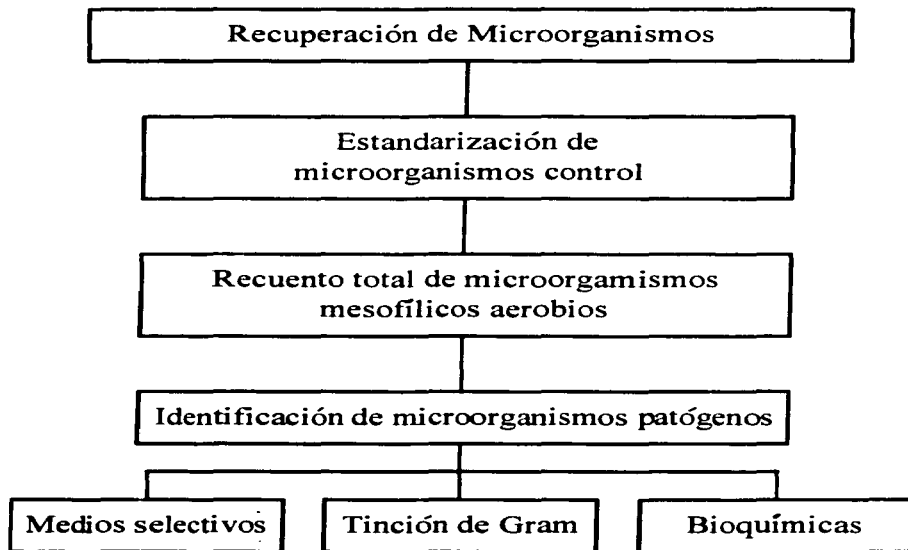 Recuperación de Microorganismos
Estandarización de
microorganismos control
Recuento total de microorgamismos
mesofílicos aerobios
Identificación de microorganismos patógenos
Medios selectivos
Tinción de Gram
Bioquímicas